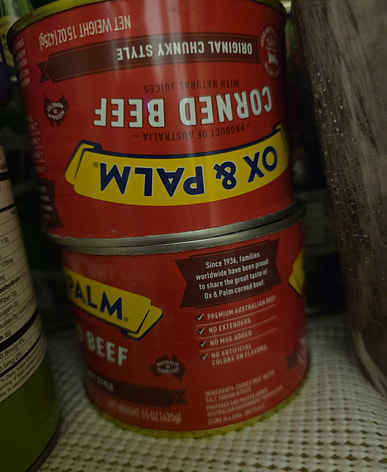 OX & PALM®
- PRODUCT OF AUSTRALIA -
CORNED BEEF
WITH NATURAL JUICES
ORIGINAL CHUNKY STYLE
NET WEIGHT 15 OZ (425g)
PALM®
BEEF
STYLE
NET WEIGHT 15 OZ (425g)
Since 1936, families
worldwide have been proud
to share the great taste of
Ox & Palm corned beef.
✓ PREMIUM AUSTRALIAN BEEF
✓ NO EXTENDERS
✓ NO MSG ADDED
✓ NO ARTIFICIAL
COLORS OR FLAVORS